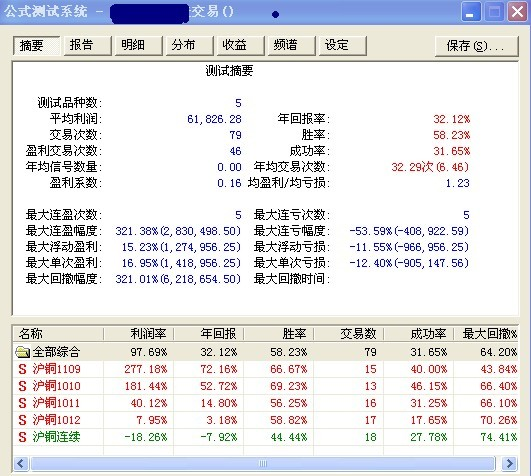 公式测试系统 - 交易()
摘要 报告 明细 分布 收益 频谱 设定 保存(S)...
测试摘要
测试品种数: 5
平均利润: 61,826.28 年回报率: 32.12%
交易次数: 79 胜率: 58.23%
盈利交易次数: 46 成功率: 31.65%
年均信号数量: 0.00 年均交易次数: 32.29次(6.46)
盈利系数: 0.16 均盈利/均亏损: 1.23
最大连盈次数: 5 最大连亏次数: 5
最大连盈幅度: 321.38%(2,830,498.50) 最大连亏幅度: -53.59%(-408,922.59)
最大浮动盈利: 15.23%(1,274,956.25) 最大浮动亏损: -11.55%(-966,956.25)
最大单次盈利: 16.95%(1,418,956.25) 最大单次亏损: -12.40%(-905,147.56)
最大回撤幅度: 321.01%(6,218,654.50) 最大回撤时间:
名称 利润率 年回报 胜率 交易数 成功率 最大回撤%
全部综合 97.69% 32.12% 58.23% 79 31.65% 64.20%
S 沪铜1109 277.18% 72.16% 66.67% 15 40.00% 43.84%
S 沪铜1010 181.44% 52.72% 69.23% 13 46.15% 66.40%
S 沪铜1011 40.12% 14.80% 56.25% 16 31.25% 66.10%
S 沪铜1012 7.95% 3.18% 58.82% 17 17.65% 70.26%
S 沪铜连续 -18.26% -7.92% 44.44% 18 27.78% 74.41%